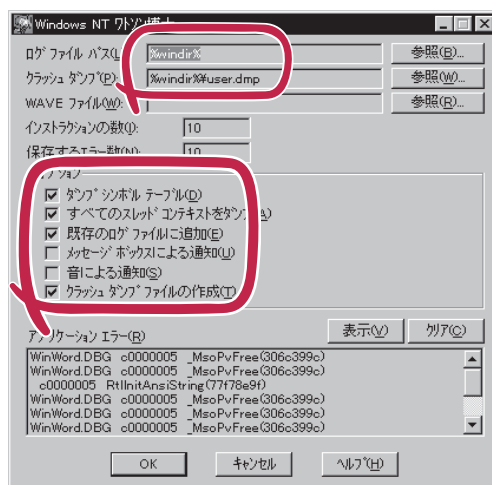 Windows NT ワトソン博士
ログ ファイル パス(L):
%windir%
参照(B)...
クラッシュ ダンプ(P):
%windir%¥user.dmp
参照(W)...
WAVE ファイル(W):
参照(R)...
インストラクションの数(I):
10
保存するエラー数(N):
10
オプション
ダンプ シンボル テーブル(D)
すべてのスレッド コンテキストをダンプ(A)
既存のログ ファイルに追加(E)
メッセージ ボックスによる通知(U)
音による通知(S)
クラッシュ ダンプ ファイルの作成(T)
アプリケーション エラー(R)
表示(V)
クリア(C)
WinWord.DBG c0000005 _MsoPvFree(306c399c)
WinWord.DBG c0000005 _MsoPvFree(306c399c)
c0000005 RtlInitAnsiString(77f78e9f)
WinWord.DBG c0000005 _MsoPvFree(306c399c)
WinWord.DBG c0000005 _MsoPvFree(306c399c)
WinWord.DBG c0000005 _MsoPvFree(306c399c)
OK
キャンセル
ヘルプ(H)